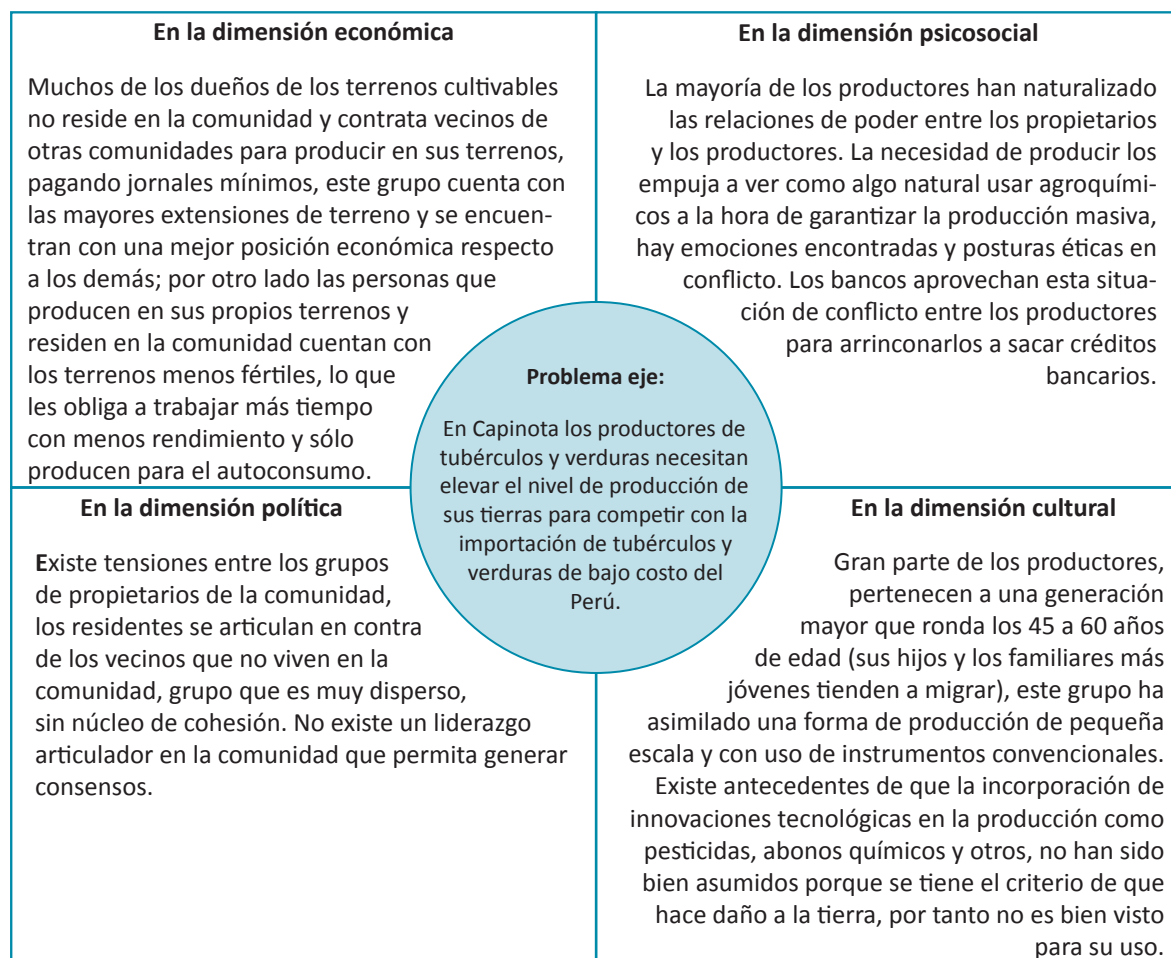 En la dimensión económica
Muchos de los dueños de los terrenos cultivables
no reside en la comunidad y contrata vecinos de
otras comunidades para producir en sus terrenos,
pagando jornales mínimos, este grupo cuenta con
las mayores extensiones de terreno y se encuen-
tran con una mejor posición económica respecto
a los demás; por otro lado las personas que
producen en sus propios terrenos y
residen en la comunidad cuentan con
los terrenos menos fértiles, lo que
les obliga a trabajar más tiempo
con menos rendimiento y sólo
producen para el autoconsumo.
En la dimensión psicosocial
La mayoría de los productores han naturalizado
las relaciones de poder entre los propietarios
y los productores. La necesidad de producir los
empuja a ver como algo natural usar agroquími-
cos a la hora de garantizar la producción masiva,
hay emociones encontradas y posturas éticas en
conflicto. Los bancos aprovechan esta situa-
ción de conflicto entre los productores
para arrinconarlos a sacar créditos
bancarios.
Problema eje:
En Capinota los productores de
tubérculos y verduras necesitan
elevar el nivel de producción de
sus tierras para competir con la
importación de tubérculos y
verduras de bajo costo del
Perú.
En la dimensión política
Existe tensiones entre los grupos
de propietarios de la comunidad,
los residentes se articulan en contra
de los vecinos que no viven en la
comunidad, grupo que es muy disperso,
sin núcleo de cohesión. No existe un liderazgo
articulador en la comunidad que permita generar
consensos.
En la dimensión cultural
Gran parte de los productores,
pertenecen a una generación
mayor que ronda los 45 a 60 años
de edad (sus hijos y los familiares más
jóvenes tienden a migrar), este grupo ha
asimilado una forma de producción de pequeña
escala y con uso de instrumentos convencionales.
Existe antecedentes de que la incorporación de
innovaciones tecnológicas en la producción como
pesticidas, abonos químicos y otros, no han sido
bien asumidos porque se tiene el criterio de que
hace daño a la tierra, por tanto no es bien visto
para su uso.